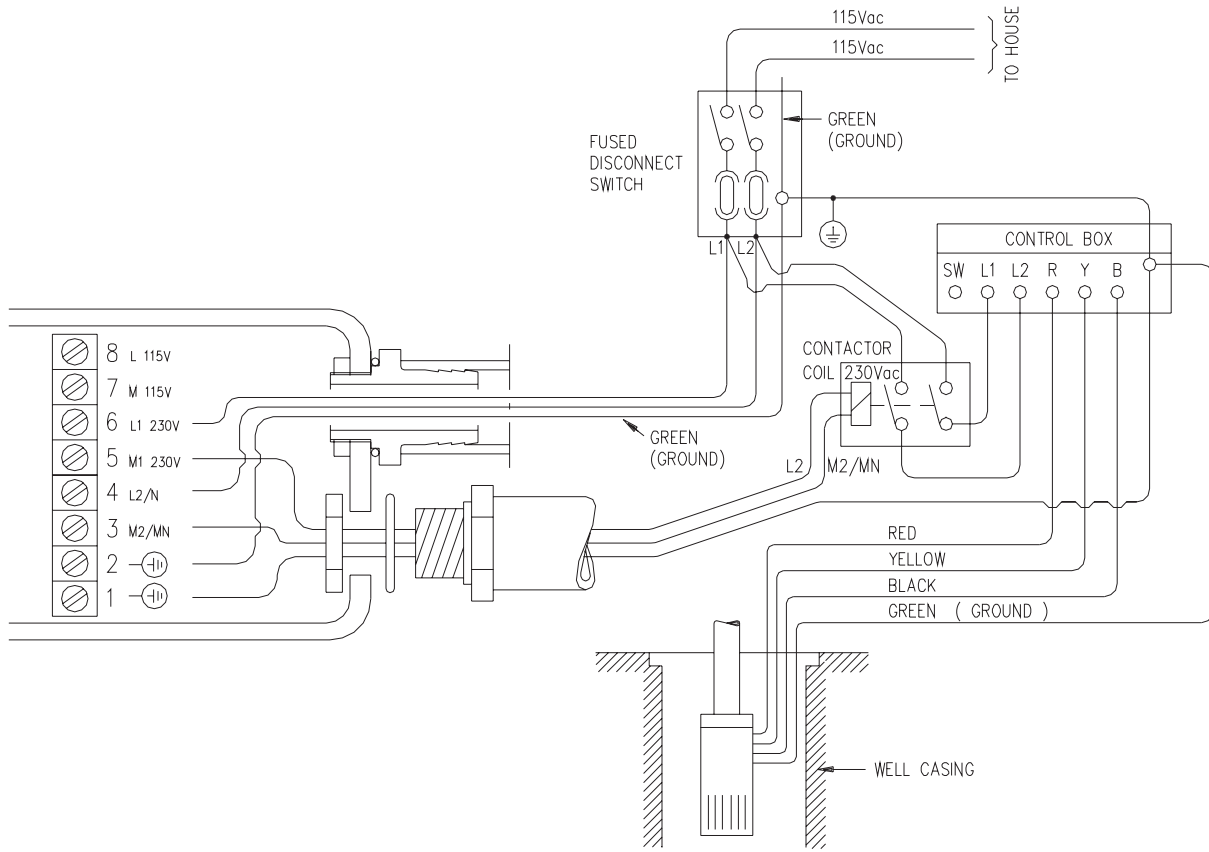 115Vac
115Vac
TO HOUSE
GREEN
(GROUND)
FUSED
DISCONNECT
SWITCH
L1 L2
CONTROL BOX
SW L1 L2 R Y B
CONTACTOR
COIL 230Vac
8 L 115V
7 M 115V
6 L1 230V
5 M1 230V
4 L2/N
3 M2/MN
2
1
GREEN
(GROUND)
L2 M2/MN
RED
YELLOW
BLACK
GREEN ( GROUND )
WELL CASING